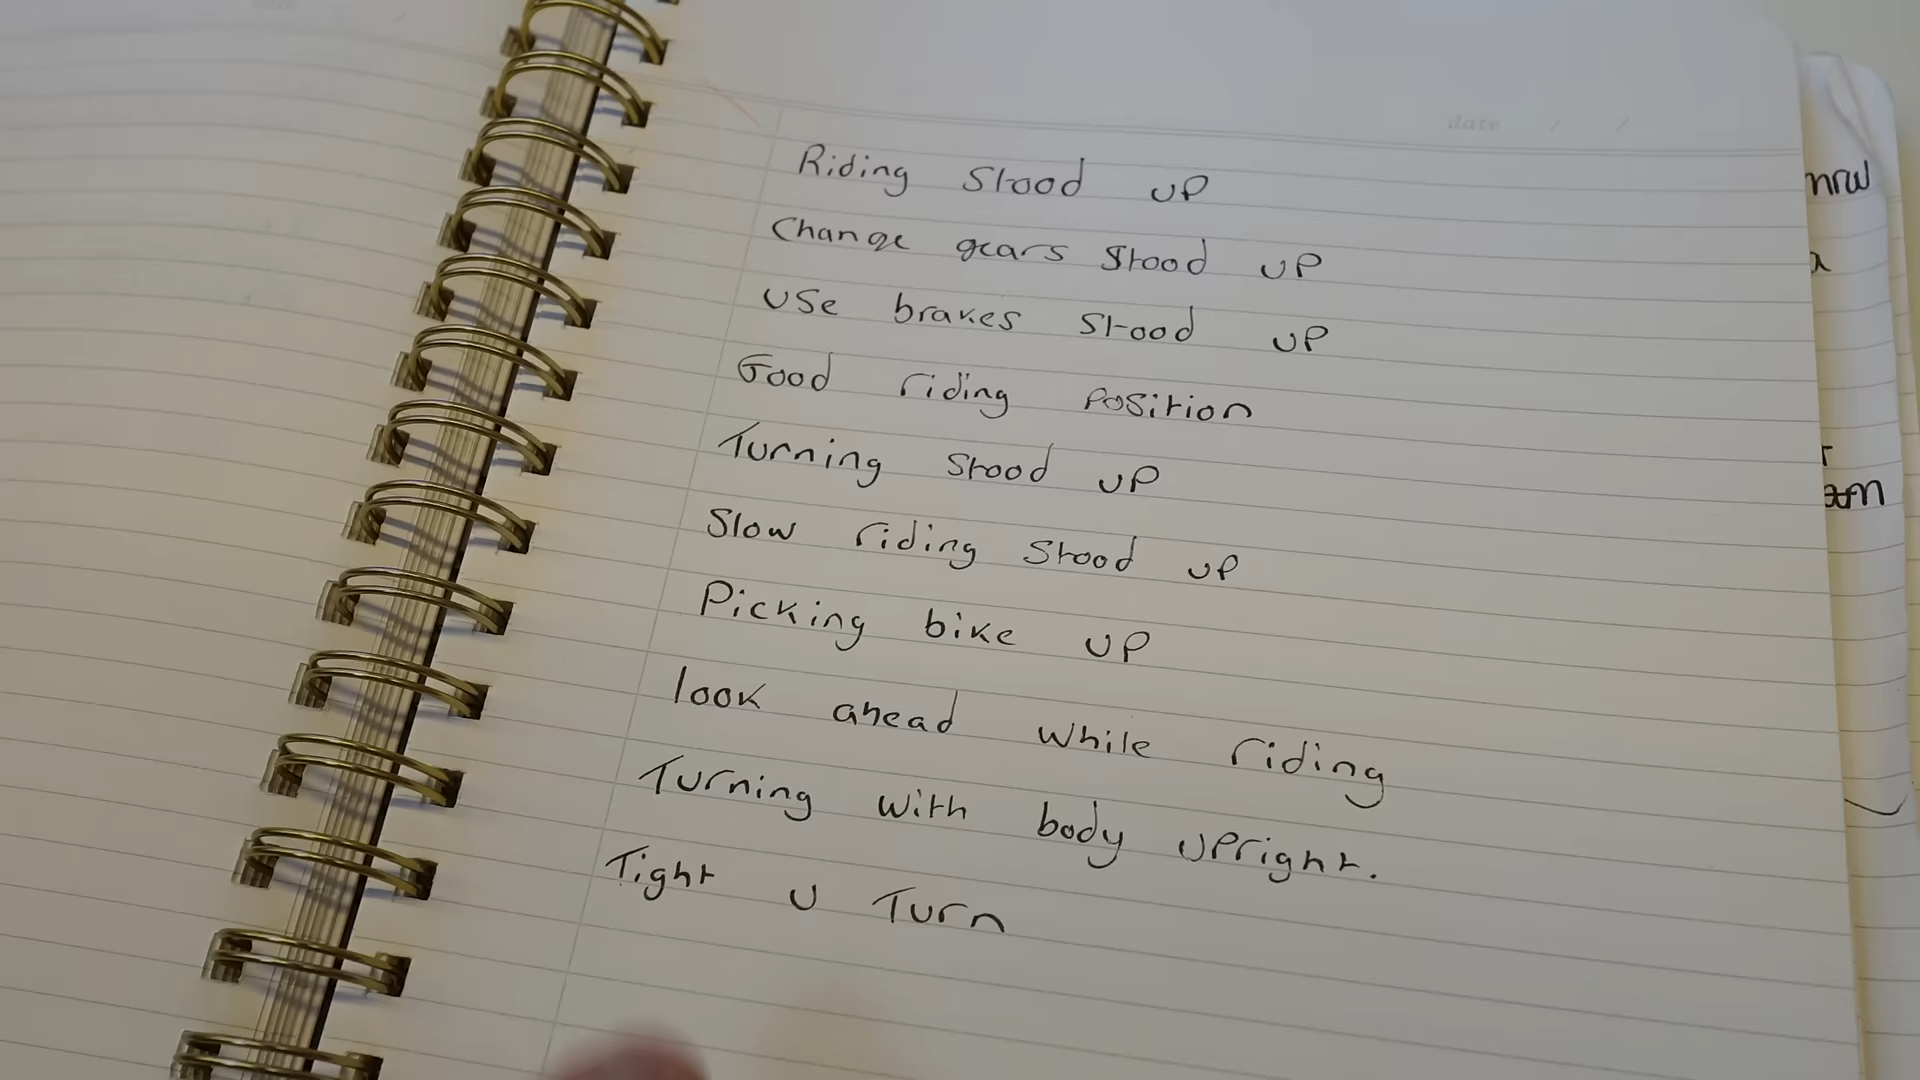 date / /
Riding Stood UP
Change gears Stood UP
USe brakes Stood UP
Good riding Position
Turning Stood UP
Slow riding Stood UP
Picking bike UP
look ahead while riding
Turning with body UPright.
Tight U Turn